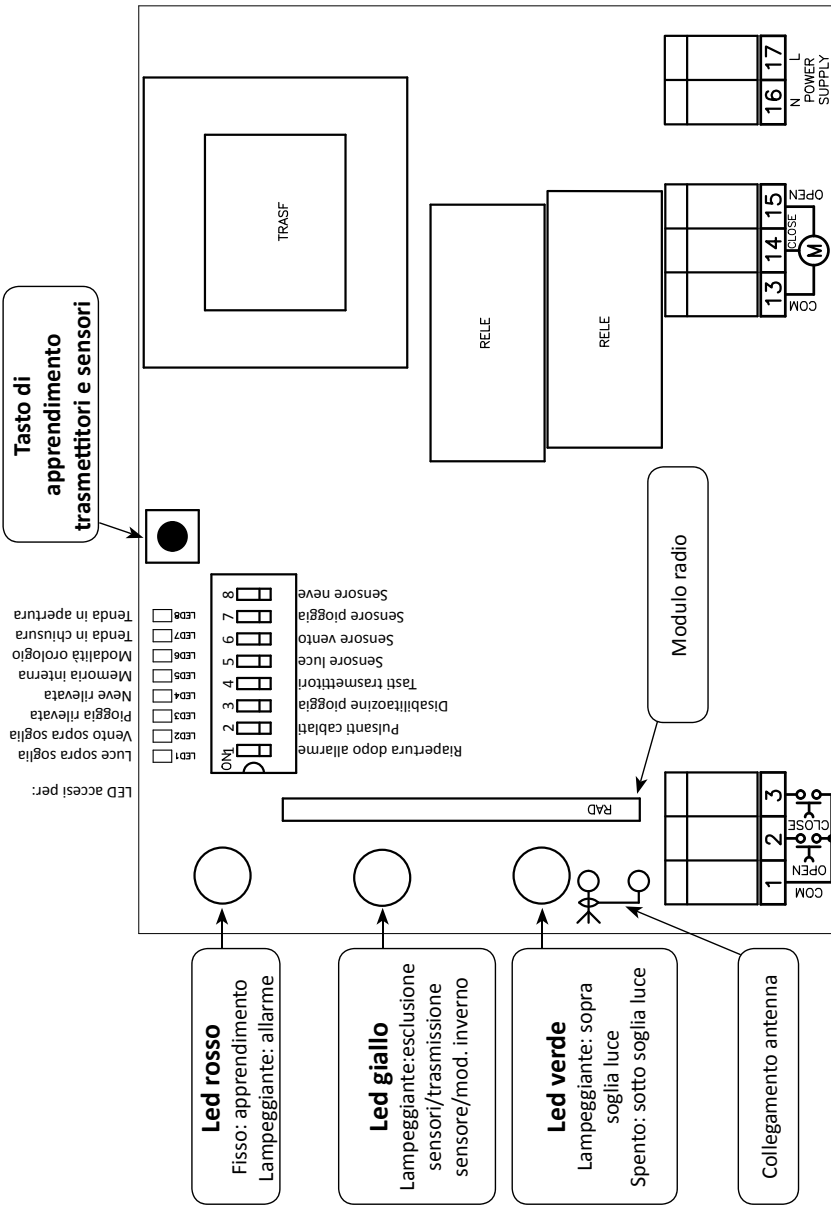 Tasto di
apprendimento
trasmettitori e sensori
LED accesi per:
Luce sopra soglia
Vento sopra soglia
Pioggia rilevata
Neve rilevata
Memoria interna
Modalità orologio
Tenda in chiusura
Tenda in apertura
LED1
LED2
LED3
LED4
LED5
LED6
LED7
LED8
ON
1 2 3 4 5 6 7 8
Riapertura dopo allarme
Pulsanti cablati
Disabilitaozine pioggia
Tasti trasmettitori
Sensore luce
Sensore vento
Sensore pioggia
Sensore neve
TRASF
RELE
RELE
RAD
Modulo radio
Led rosso
Fisso: apprendimento
Lampeggiante: allarme
Led giallo
Lampeggiante:esclusione
sensori/trasmissione
sensore/mod. inverno
Led verde
Lampeggiante: sopra
soglia luce
Spento: sotto soglia luce
Collegamento antenna
1 2 3
COM OPEN CLOSE
13 14 15
COM CLOSE OPEN
M
16 17
N L
POWER
SUPPLY